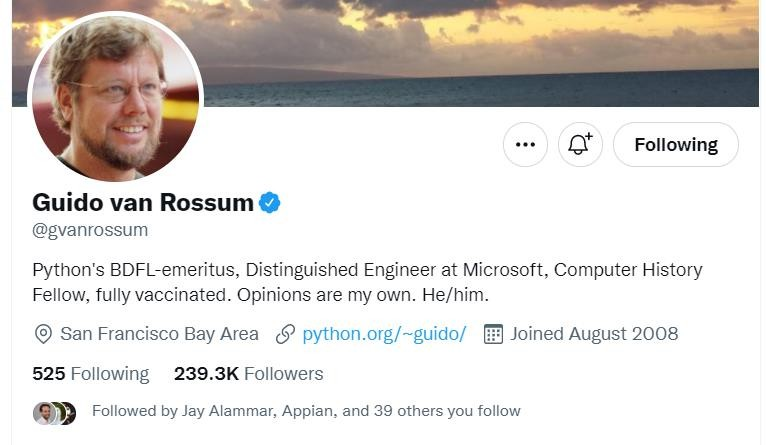 Following
Guido van Rossum
@gvanrossum
Python's BDFL-emeritus, Distinguished Engineer at Microsoft, Computer History
Fellow, fully vaccinated. Opinions are my own. He/him.
San Francisco Bay Area python.org/~guido/ Joined August 2008
525 Following 239.3K Followers
Followed by Jay Alammar, Appian, and 39 others you follow